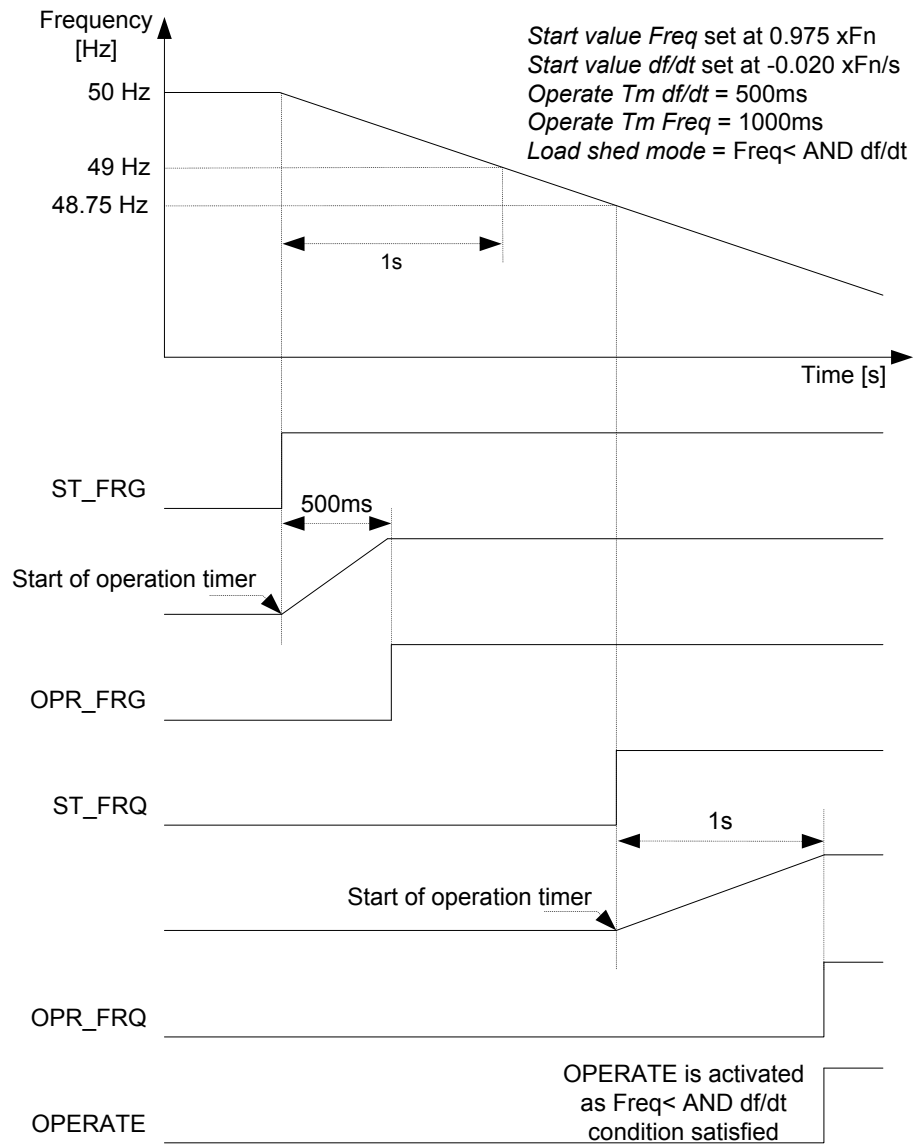 Frequency
[Hz]
Start value Freq set at 0.975 xFn
Start value df/dt set at -0.020 xFn/s
Operate Tm df/dt = 500ms
Operate Tm Freq = 1000ms
Load shed mode = Freq< AND df/dt
50 Hz
49 Hz
48.75 Hz
1s
Time [s]
ST_FRG
500ms
Start of operation timer
OPR_FRG
ST_FRQ
1s
Start of operation timer
OPR_FRQ
OPERATE is activated
as Freq< AND df/dt
condition satisfied
OPERATE